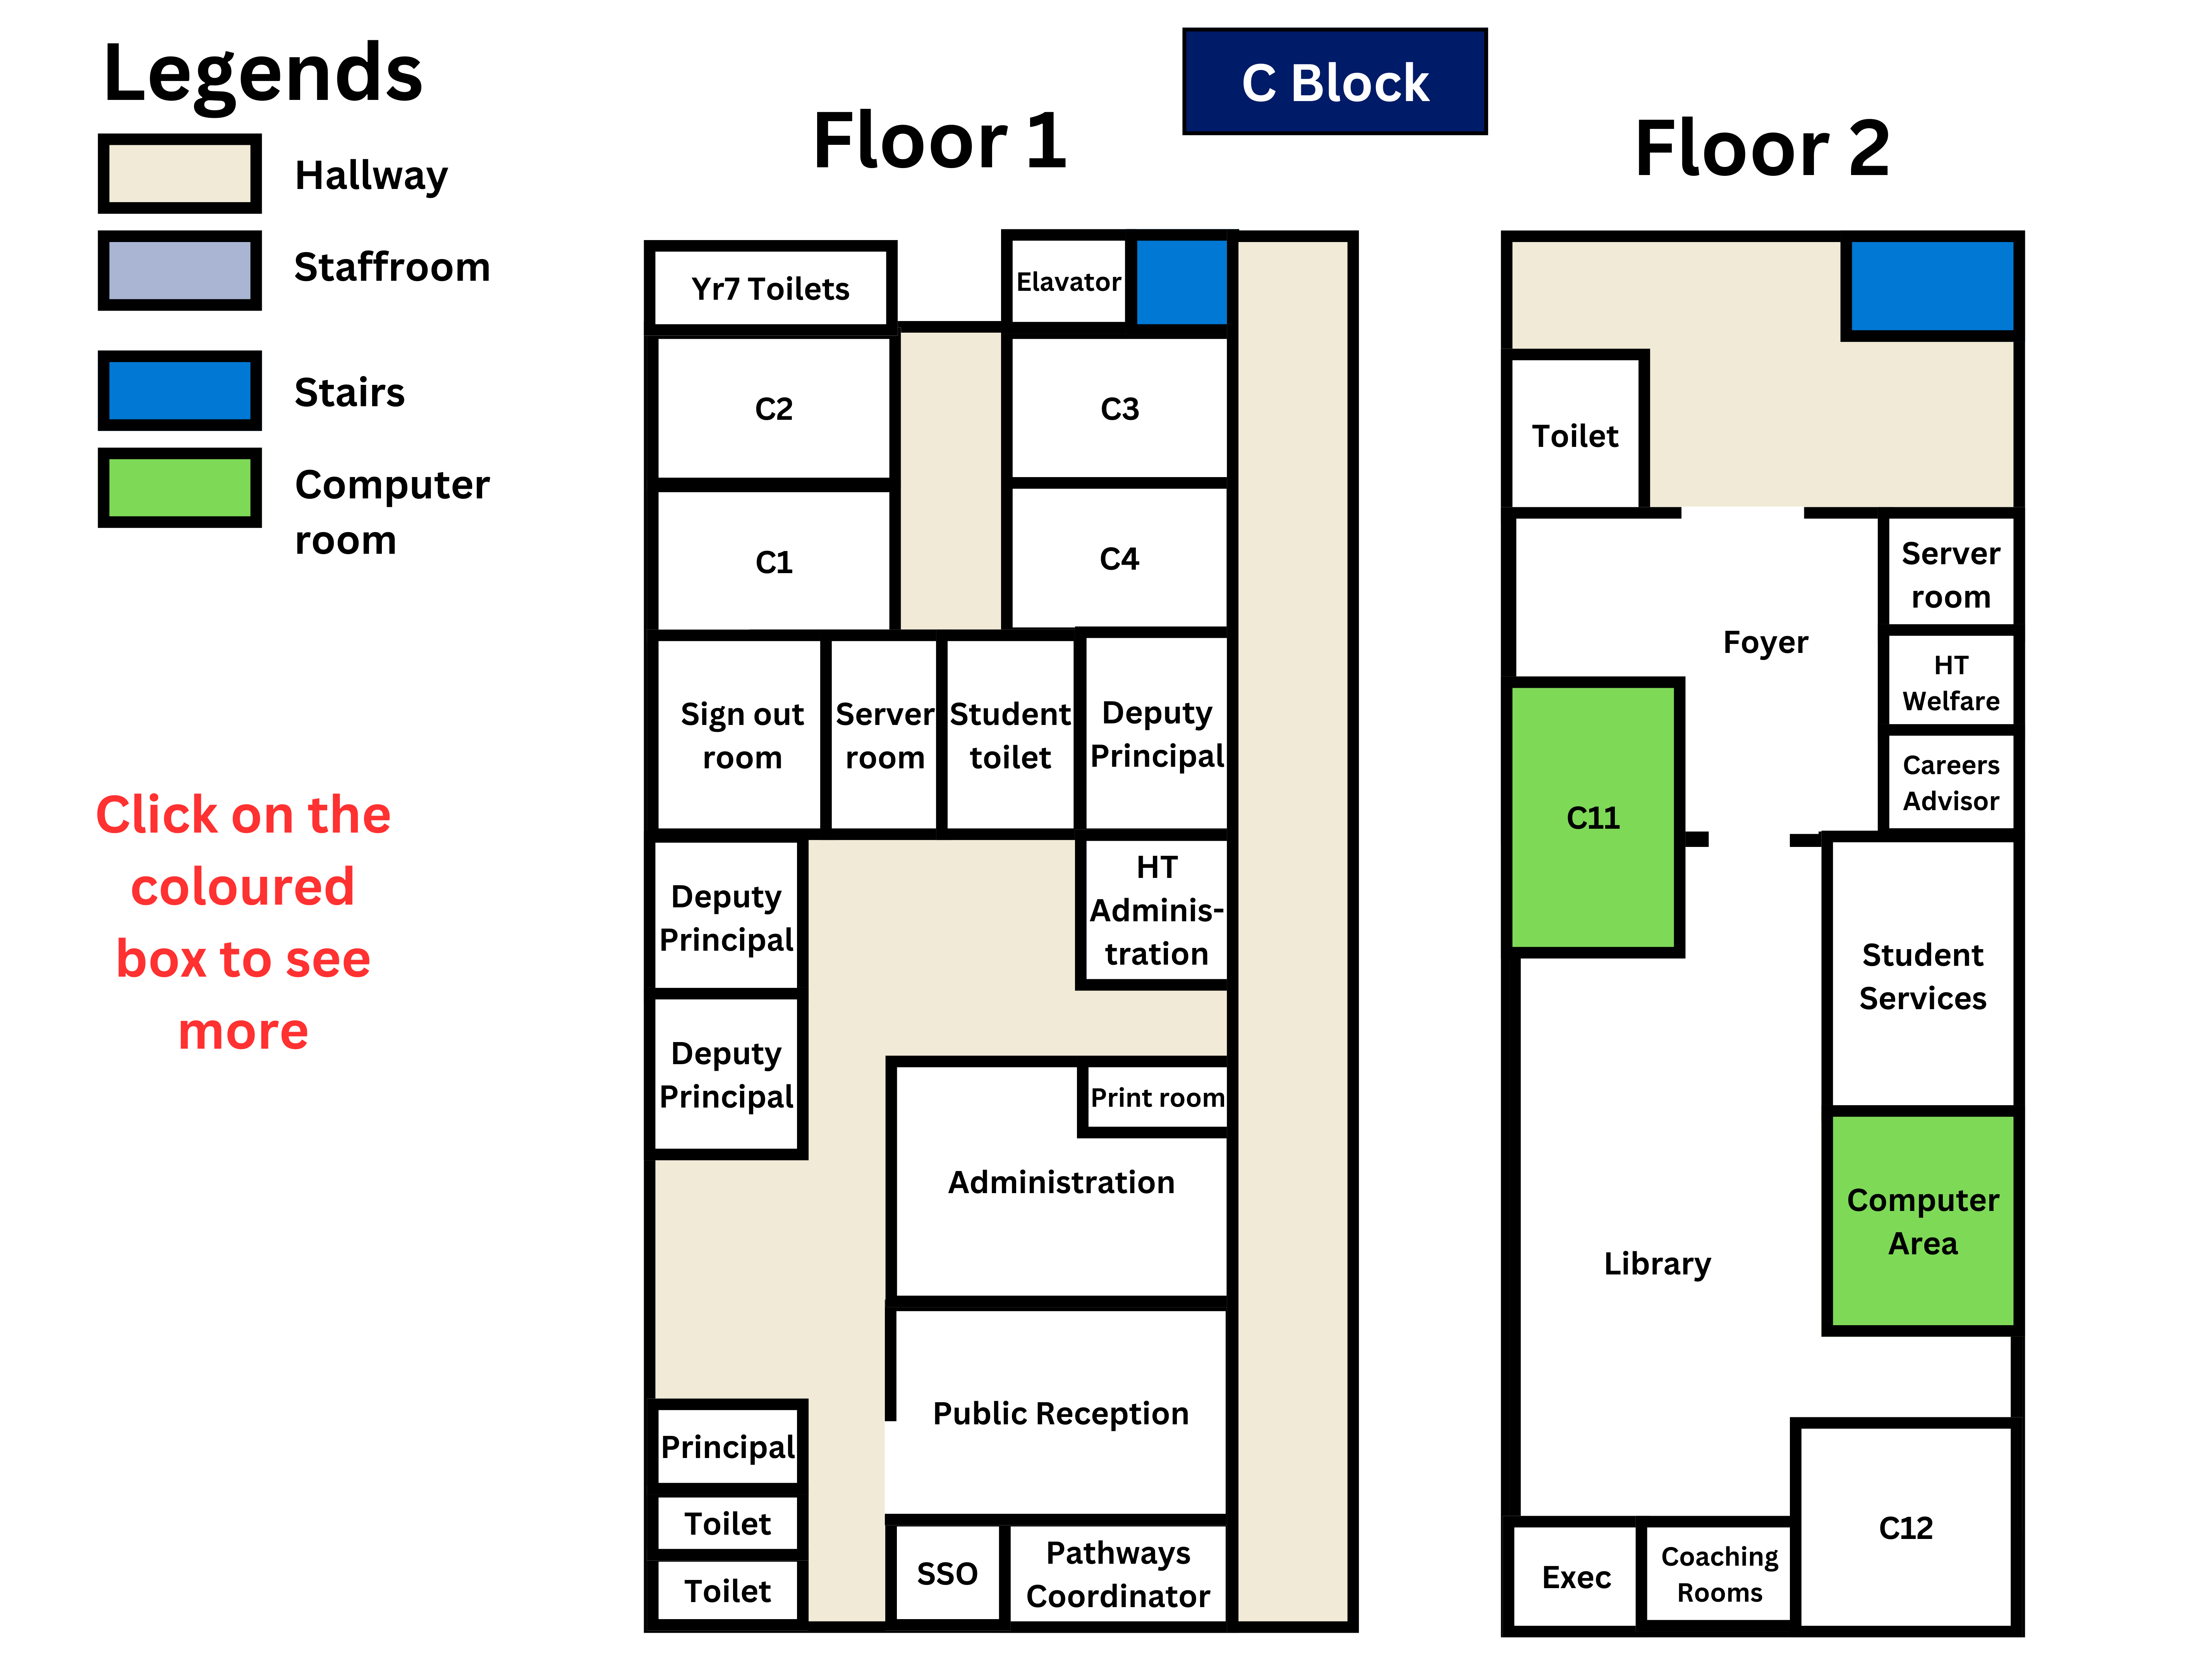 Legends
Hallway
Staffroom
Stairs
Computer
room
Click on the
coloured
box to see
more
C Block
Floor 1
Yr7 Toilets
Elavator
C2
C3
C1
C4
Sign out
room
Server
room
Student
toilet
Deputy
Principal
Deputy
Principal
HT
Adminis-
tration
Deputy
Principal
Print room
Administration
Public Reception
Principal
Toilet
Toilet
SSO
Pathways
Coordinator
Floor 2
Toilet
Server
room
Foyer
HT
Welfare
Careers
Advisor
C11
Student
Services
Computer
Area
Library
C12
Exec
Coaching
Rooms